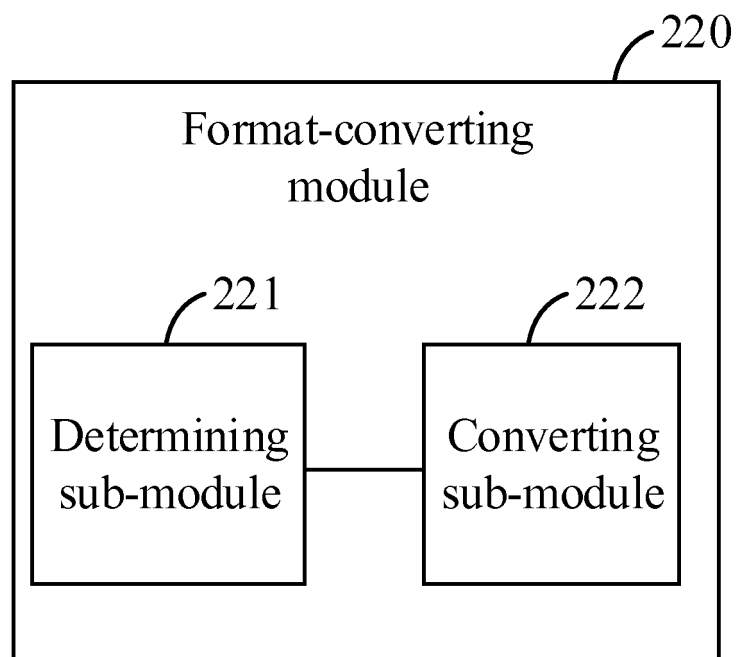 220
Format-converting
module
221
222
Determining
sub-module
Converting
sub-module